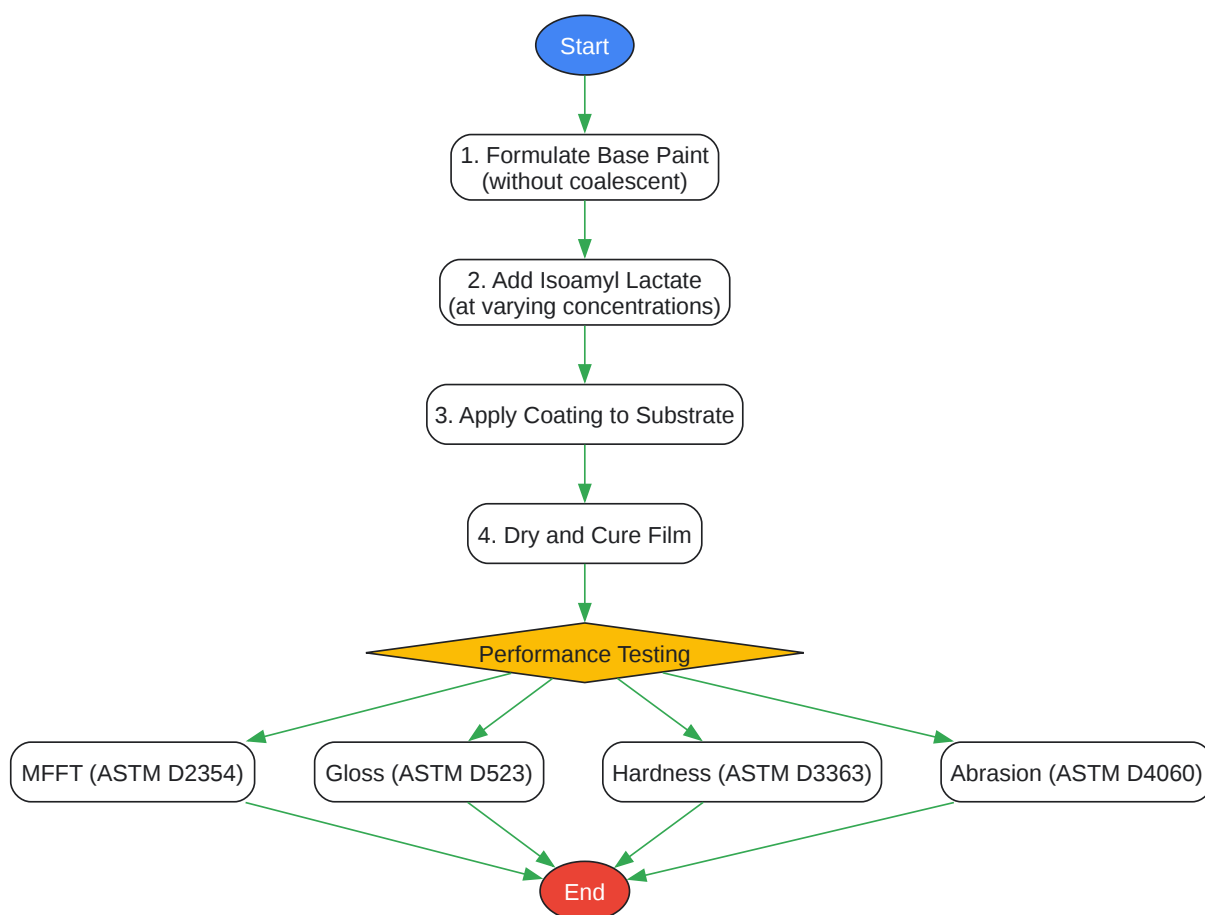 Start
1. Formulate Base Paint
(without coalescent)
2. Add Isoamyl Lactate
(at varying concentrations)
3. Apply Coating to Substrate
4. Dry and Cure Film
Performance Testing
MFFT (ASTM D2354)
Gloss (ASTM D523)
Hardness (ASTM D3363)
Abrasion (ASTM D4060)
End